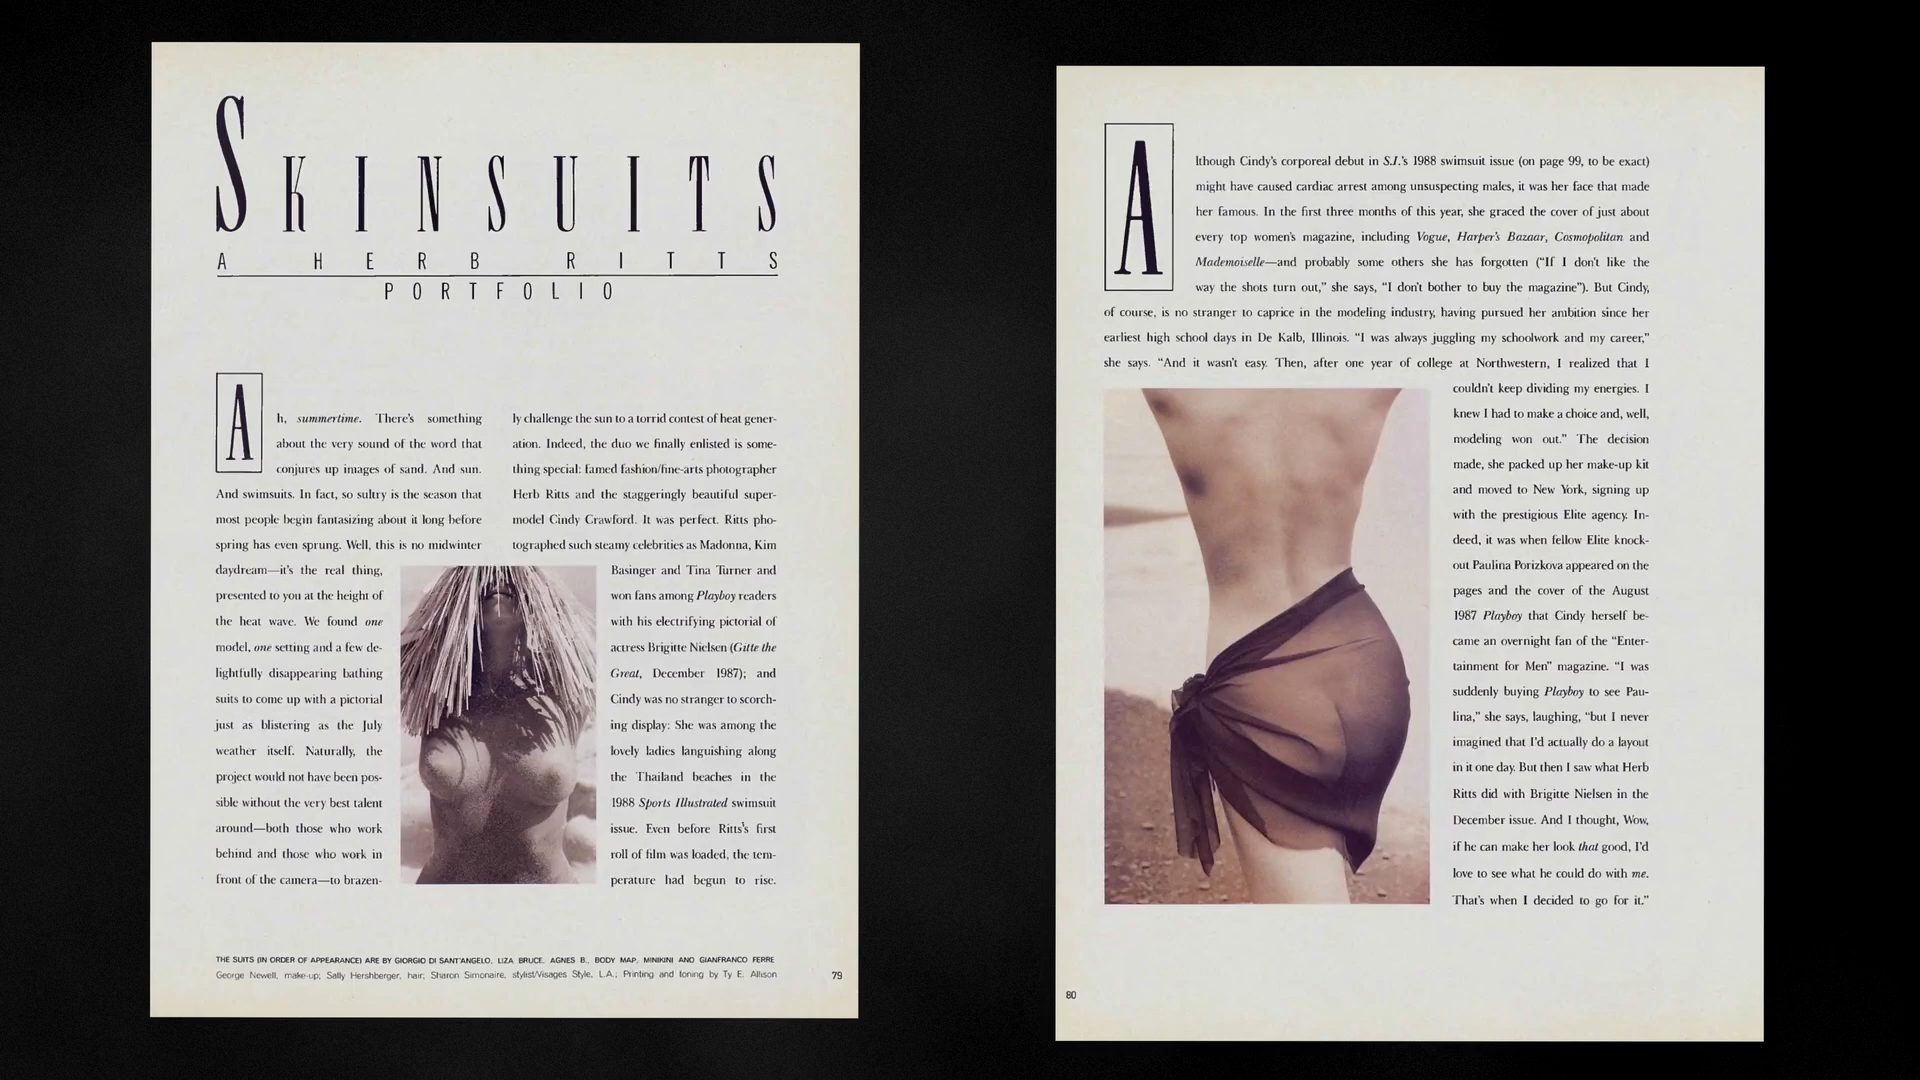 SKINSUITS
A HERB RITTS
PORTFOLIO
Ah, summertime. There's something
about the very sound of the word that
conjures up images of sand. And sun.
And swimsuits. In fact, so sultry is the season that
most people begin fantasizing about it long before
spring has even sprung. Well, this is no midwinter
daydream—it's the real thing,
presented to you at the height of
the heat wave. We found one
model, one setting and a few de-
lightfully disappearing bathing
suits to come up with a pictorial
just as blistering as the July
weather itself. Naturally, the
project would not have been pos-
sible without the very best talent
around—both those who work
behind and those who work in
front of the camera—to brazen-
ly challenge the sun to a torrid contest of heat gener-
ation. Indeed, the duo we finally enlisted is some-
thing special: famed fashion/fine-arts photographer
Herb Ritts and the staggeringly beautiful super-
model Cindy Crawford. It was perfect. Ritts pho-
tographed such steamy celebrities as Madonna, Kim
Basinger and Tina Turner and
won fans among Playboy readers
with his electrifying pictorial of
actress Brigitte Nielsen (Gitte the
Great, December 1987); and
Cindy was no stranger to scorch-
ing display: She was among the
lovely ladies languishing along
the Thailand beaches in the
1988 Sports Illustrated swimsuit
issue. Even before Ritts's first
roll of film was loaded, the tem-
perature had begun to rise.
THE SUITS (IN ORDER OF APPEARANCE) ARE BY GIORGIO DI SANT'ANGELO, LIZA BRUCE, AGNES B., BODY MAP, MINIKINI AND GIANFRANCO FERRE
George Newell, make-up; Sally Hershberger, hair; Sharon Simonaire, stylist/Visages Style, L.A.; Printing and toning by Ty E. Allison
79
Although Cindy's corporeal debut in S.I.'s 1988 swimsuit issue (on page 99, to be exact)
might have caused cardiac arrest among unsuspecting males, it was her face that made
her famous. In the first three months of this year, she graced the cover of just about
every top women's magazine, including Vogue, Harper's Bazaar, Cosmopolitan and
Mademoiselle—and probably some others she has forgotten ("If I don't like the
way the shots turn out," she says, "I don't bother to buy the magazine"). But Cindy,
of course, is no stranger to caprice in the modeling industry, having pursued her ambition since her
earliest high school days in De Kalb, Illinois. "I was always juggling my schoolwork and my career,"
she says. "And it wasn't easy. Then, after one year of college at Northwestern, I realized that I
couldn't keep dividing my energies. I
knew I had to make a choice and, well,
modeling won out." The decision
made, she packed up her make-up kit
and moved to New York, signing up
with the prestigious Elite agency. In-
deed, it was when fellow Elite knock-
out Paulina Porizkova appeared on the
pages and the cover of the August
1987 Playboy that Cindy herself be-
came an overnight fan of the "Enter-
tainment for Men" magazine. "I was
suddenly buying Playboy to see Pau-
lina," she says, laughing, "but I never
imagined that I'd actually do a layout
in it one day. But then I saw what Herb
Ritts did with Brigitte Nielsen in the
December issue. And I thought, Wow,
if he can make her look that good, I'd
love to see what he could do with me.
That's when I decided to go for it."
80